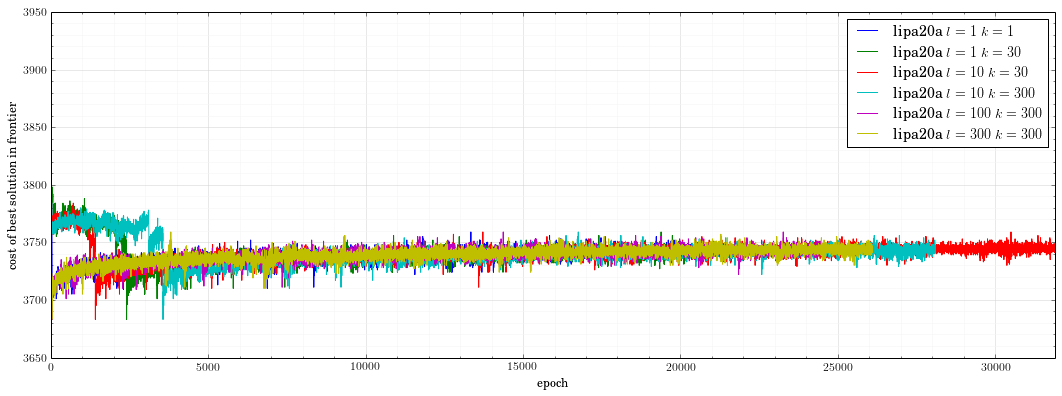 3950
3900
3850
3800
3750
3700
3650
cost of best solution in frontier
0
5000
10000
15000
20000
25000
30000
epoch
lipa20a l = 1 k = 1
lipa20a l = 1 k = 30
lipa20a l = 10 k = 30
lipa20a l = 10 k = 300
lipa20a l = 100 k = 300
lipa20a l = 300 k = 300